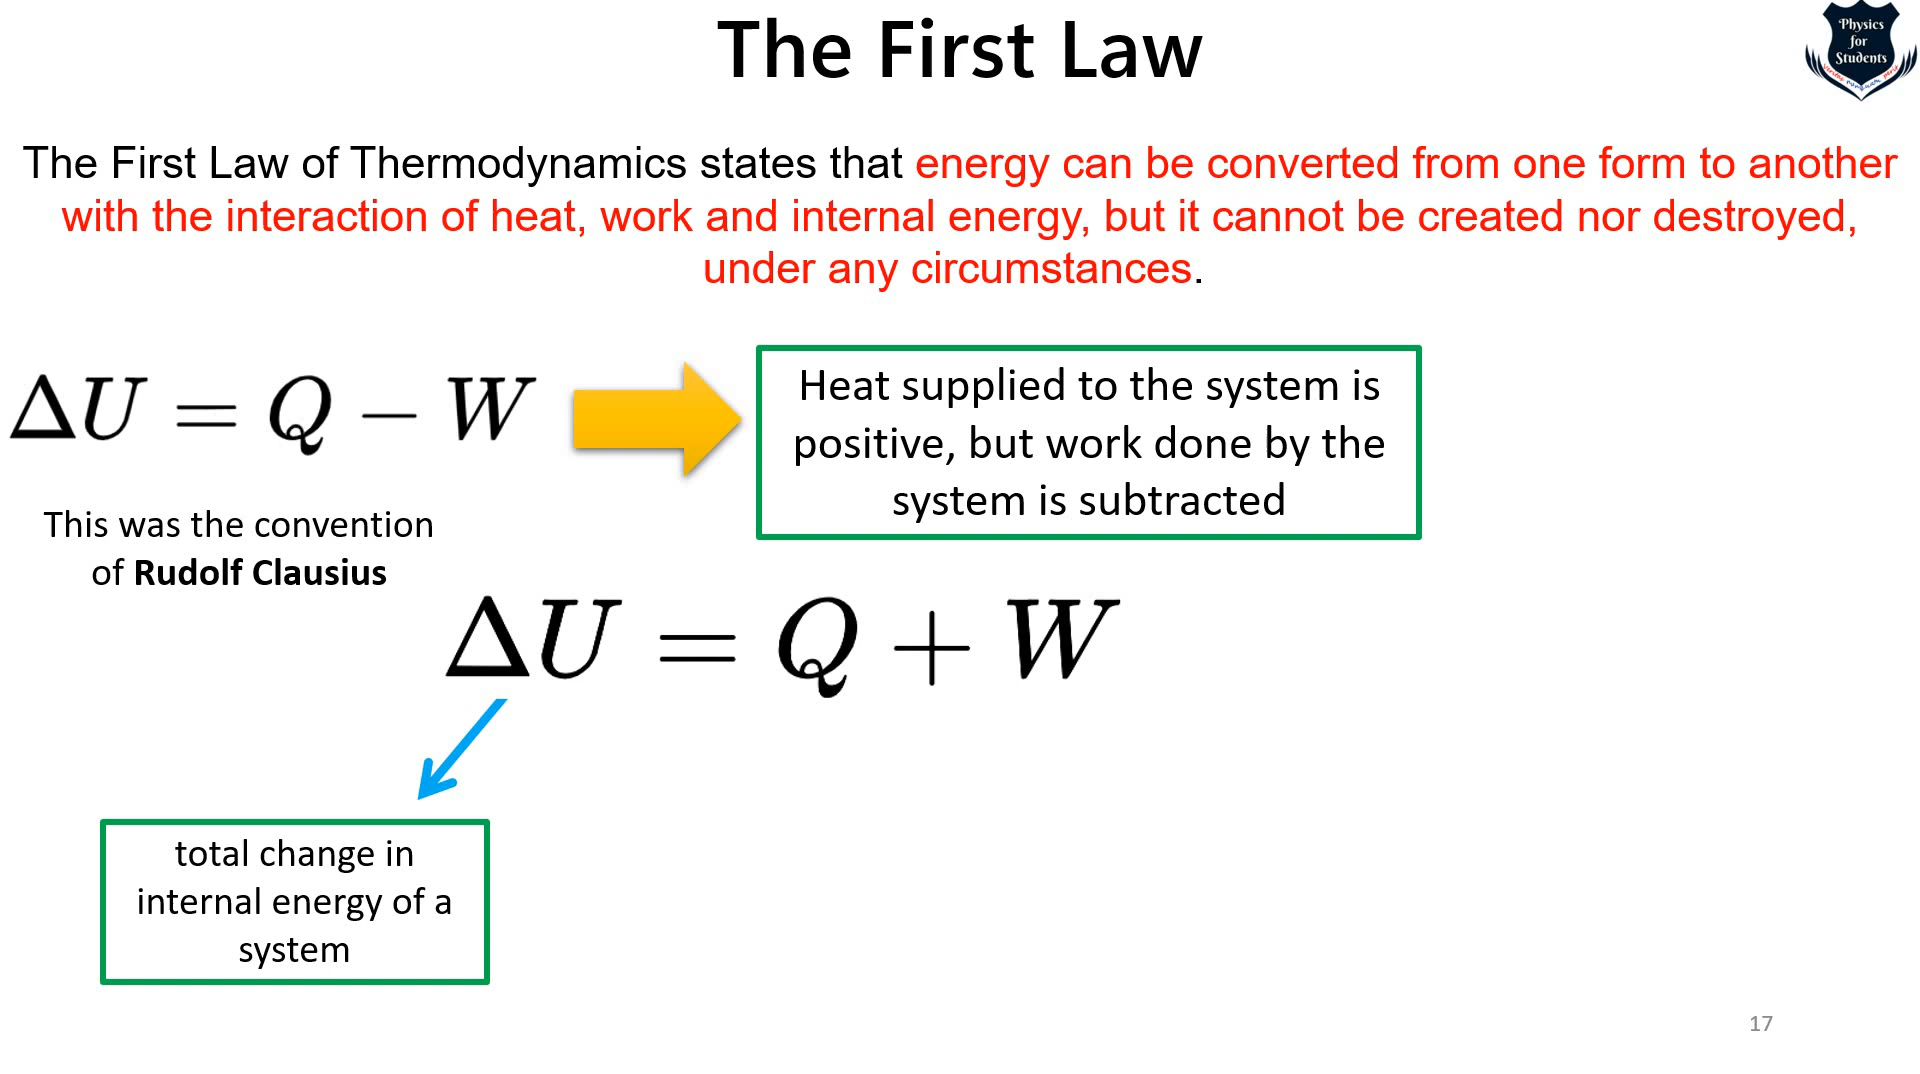 The First Law
Physics
for
Students
The First Law of Thermodynamics states that energy can be converted from one form to another
with the interaction of heat, work and internal energy, but it cannot be created nor destroyed,
under any circumstances.
ΔU = Q − W
Heat supplied to the system is
positive, but work done by the
system is subtracted
This was the convention
of Rudolf Clausius
ΔU = Q + W
total change in
internal energy of a
system
17